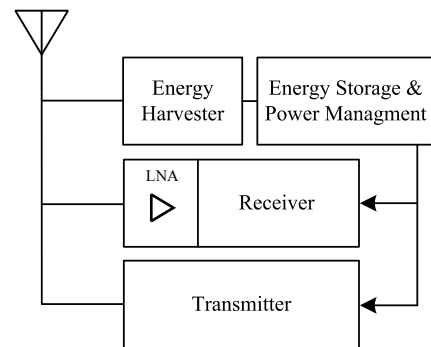 Energy
Harvester
Energy Storage &
Power Managment
LNA
Receiver
Transmitter